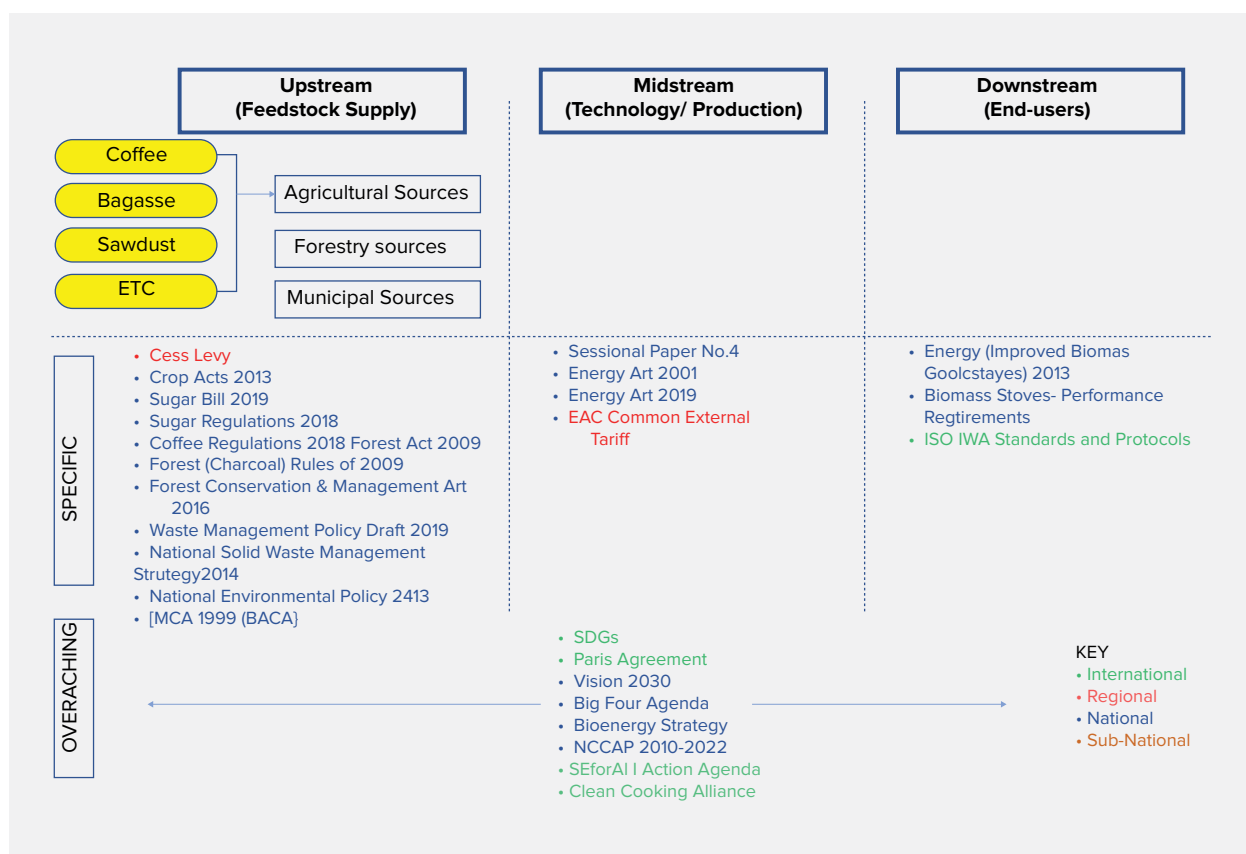 Upstream
(Feedstock Supply)
Midstream
(Technology/ Production)
Downstream
(End-users)
Coffee
Bagasse
Sawdust
ETC
Agricultural Sources
Forestry sources
Municipal Sources
SPECIFIC
• Cess Levy
• Crop Acts 2013
• Sugar Bill 2019
• Sugar Regulations 2018
• Coffee Regulations 2018 Forest Act 2009
• Forest (Charcoal) Rules of 2009
• Forest Conservation & Management Art
2016
• Waste Management Policy Draft 2019
• National Solid Waste Management
Strutegy2014
• National Environmental Policy 2413
• [MCA 1999 (BACA}
• Sessional Paper No.4
• Energy Art 2001
• Energy Art 2019
• EAC Common External
Tariff
• Energy (Improved Biomas
Goolcstayes) 2013
• Biomass Stoves- Performance
Regtirements
• ISO IWA Standards and Protocols
OVERACHING
• SDGs
• Paris Agreement
• Vision 2030
• Big Four Agenda
• Bioenergy Strategy
• NCCAP 2010-2022
• SEforAl I Action Agenda
• Clean Cooking Alliance
KEY
• International
• Regional
• National
• Sub-National